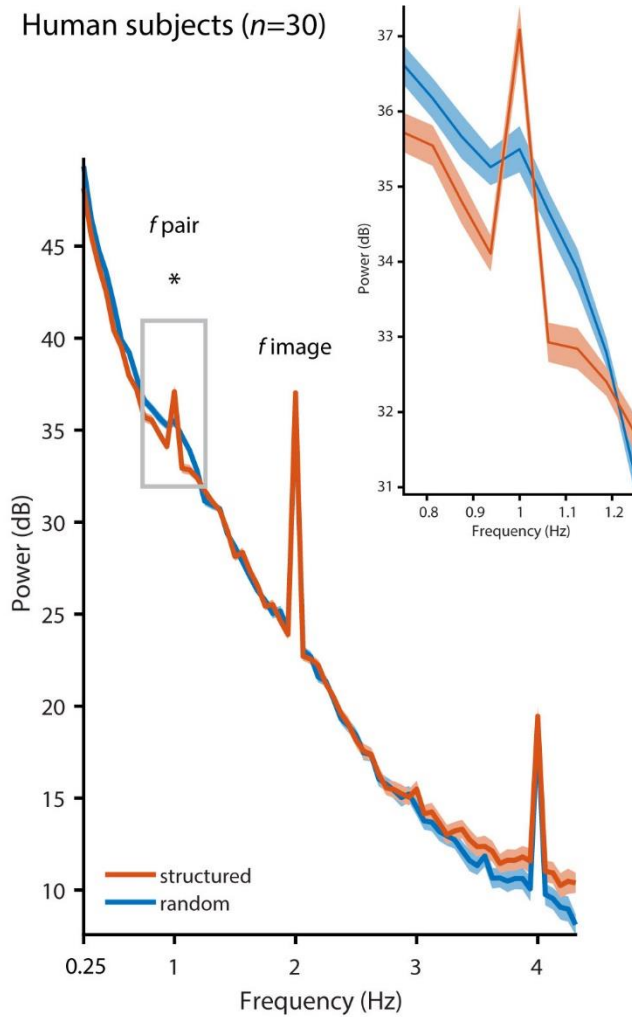 Human subjects (n=30)
37
36
35
34
33
32
31
Power (dB)
0.8 0.9 1 1.1 1.2
Frequency (Hz)
f pair
*
f image
45
40
35
30
25
20
15
10
Power (dB)
structured
random
0.25 1 2 3 4
Frequency (Hz)